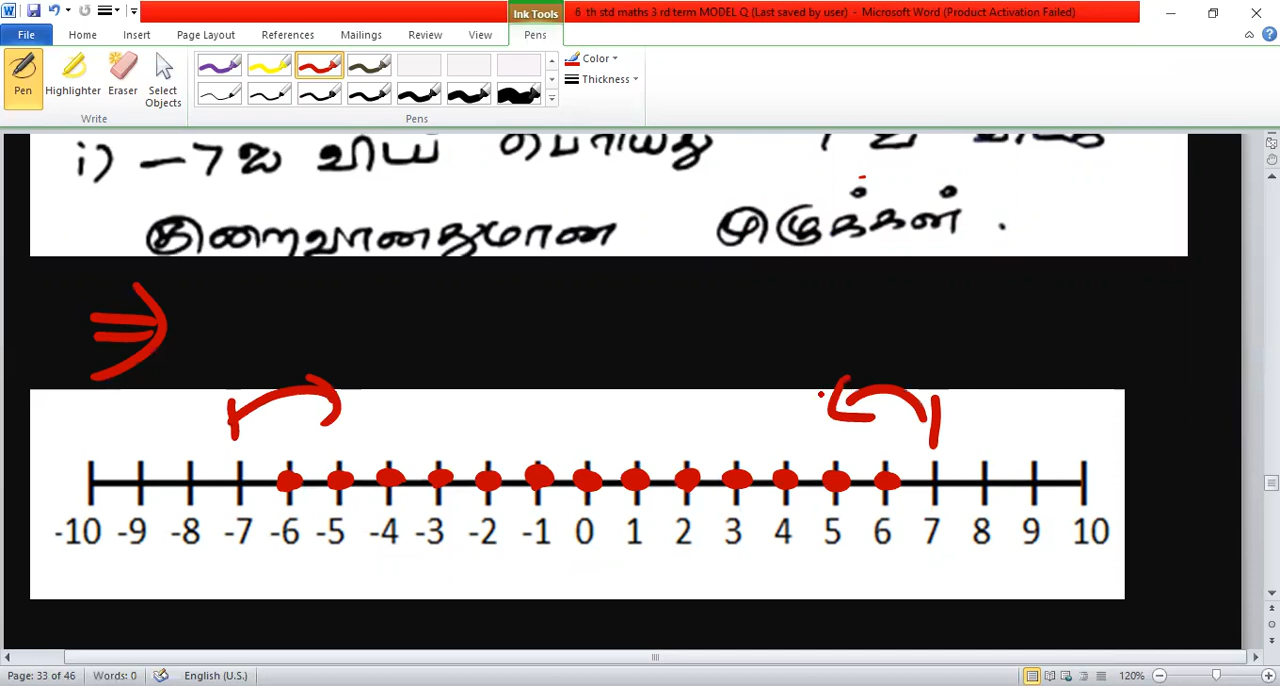 6 th std maths 3 rd term MODEL Q (Last saved by user) - Microsoft Word (Product Activation Failed)
Ink Tools
File Home Insert Page Layout References Mailings Review View Pens
Pen Highlighter Eraser Select Objects
Color
Thickness
Write Pens
i) -7 ஐ விட
முழுக்கள் .
-10 -9 -8 -7 -6 -5 -4 -3 -2 -1 0 1 2 3 4 5 6 7 8 9 10
Page: 33 of 46 Words: 0 English (U.S.) 120%